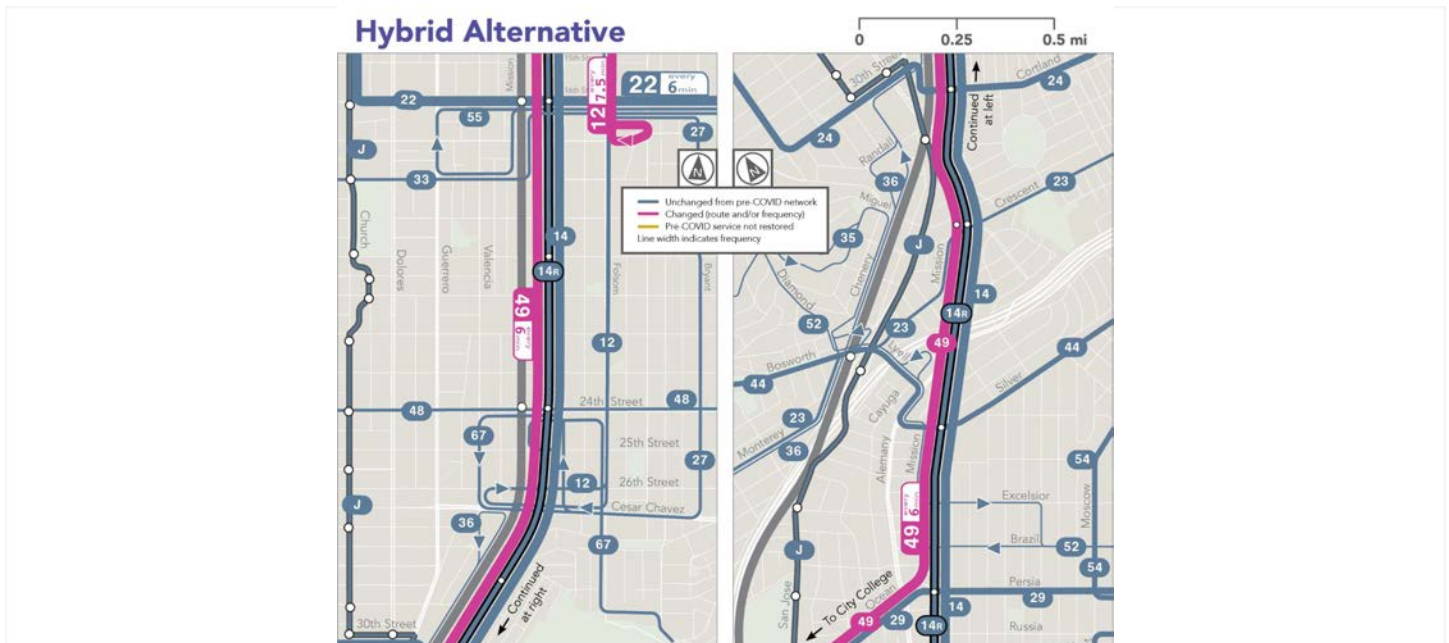 Hybrid Alternative
0 0.25 0.5 mi
Mission
22
55
J
33
12
every
7.5 min
22
every
6 min
27
Church
Dolores
Guerrero
Valencia
14
14R
Folsom
Bryant
49
every
6 min
12
48
24th Street
48
67
25th Street
27
12
26th Street
Cesar Chavez
J
36
67
Continued
at right
30th Street
N
N
Unchanged from pre-COVID network
Changed (route and/or frequency)
Pre-COVID service not restored
Line width indicates frequency
30th Street
Continued
at left
Cortland
24
24
Randall
36
Miguel
Crescent
23
35
J
Mission
Diamond
Chenery
14
14R
52
23
49
Lyell
44
Bosworth
44
Silver
Cayuga
23
Monterey
36
Alemany
Mission
54
Moscow
Excelsior
49
every
6 min
Brazil
52
J
54
Persia
29
To City College
Ocean
14
San Jose
49
29
14R
Russia